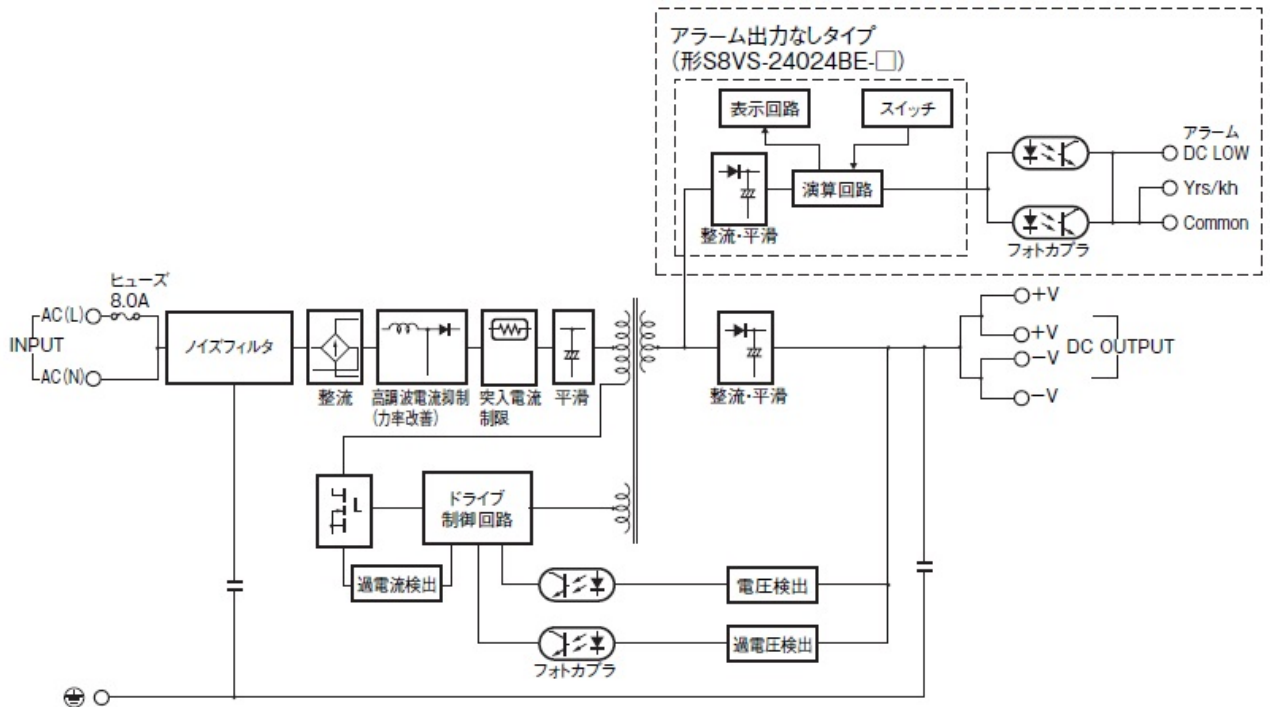 アラーム出力なしタイプ
(形S8VS-24024BE-□)
表示回路
スイッチ
整流・平滑
演算回路
フォトカプラ
アラーム
DC LOW
Yrs/kh
Common
ヒューズ
8.0A
AC(L)
INPUT
AC(N)
ノイズフィルタ
整流
高調波電流抑制
(力率改善)
突入電流
制限
平滑
整流・平滑
+V
+V
DC OUTPUT
-V
-V
ドライブ
制御回路
過電流検出
電圧検出
過電圧検出
フォトカプラ